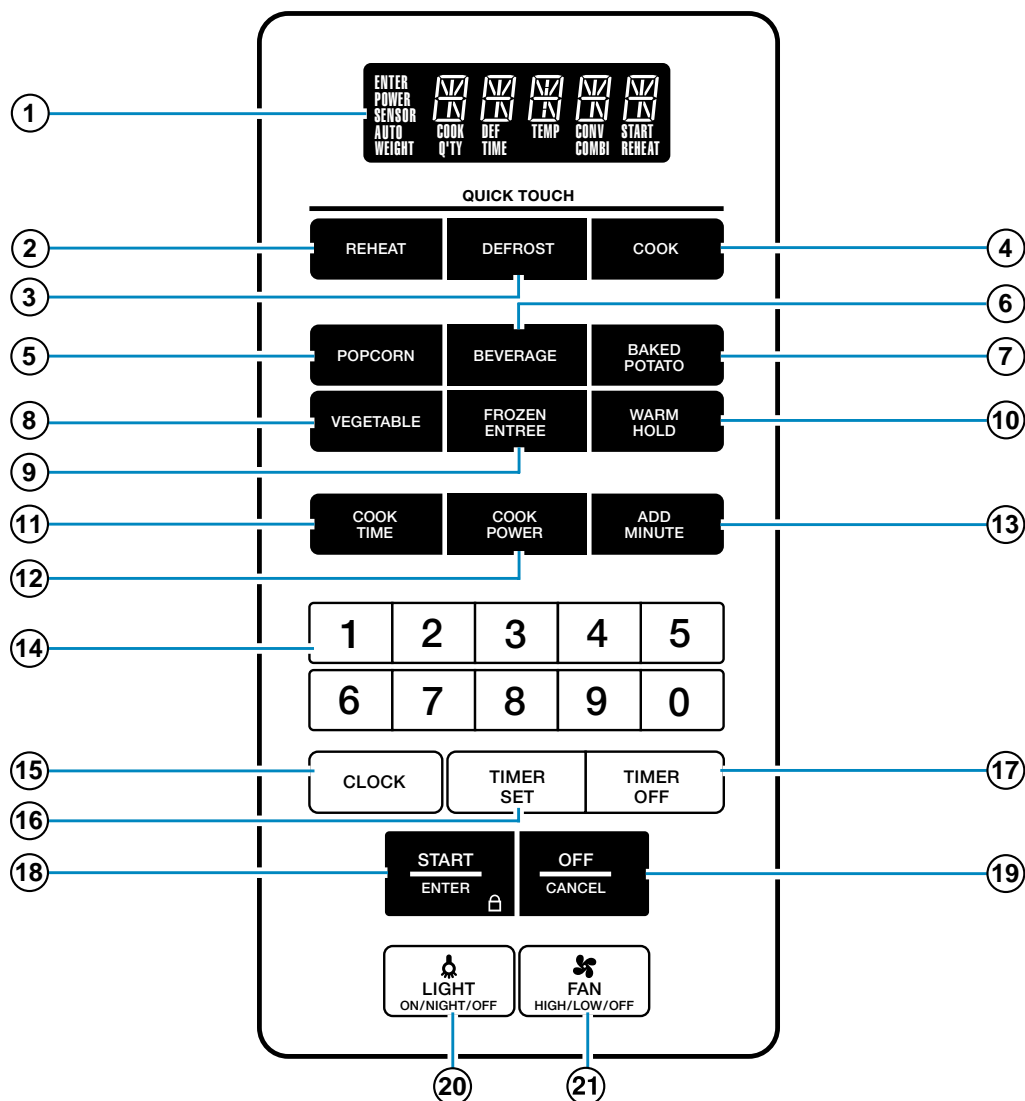 ENTER
POWER
SENSOR
AUTO
WEIGHT
COOK DEF TEMP CONV START
Q'TY TIME COMBI REHEAT
1
QUICK TOUCH
2 REHEAT DEFROST COOK 4
3
6
5 POPCORN BEVERAGE BAKED POTATO 7
8 VEGETABLE FROZEN ENTREE WARM HOLD 10
9
11 COOK TIME COOK POWER ADD MINUTE 13
12
14 1 2 3 4 5
6 7 8 9 0
15 CLOCK TIMER SET TIMER OFF 17
16
18 START OFF 19
ENTER CANCEL
LIGHT FAN
ON/NIGHT/OFF HIGH/LOW/OFF
20 21